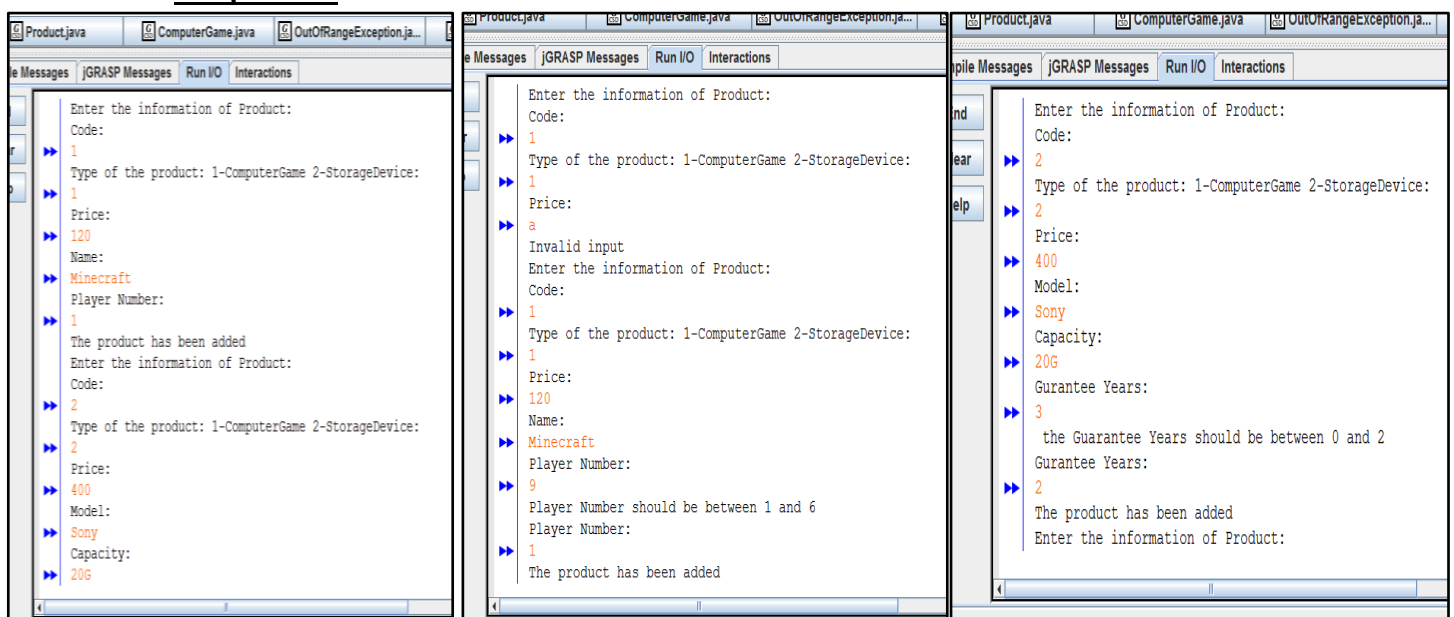 Product.java ComputerGame.java OutOfRangeException.ja...
le Messages jGRASP Messages Run I/O Interactions
Enter the information of Product:
Code:
1
Type of the product: 1-ComputerGame 2-StorageDevice:
1
Price:
120
Name:
Minecraft
Player Number:
1
The product has been added
Enter the information of Product:
Code:
2
Type of the product: 1-ComputerGame 2-StorageDevice:
2
Price:
400
Model:
Sony
Capacity:
20G
Product.java ComputerGame.java OutOfRangeException.ja...
e Messages jGRASP Messages Run I/O Interactions
Enter the information of Product:
Code:
1
Type of the product: 1-ComputerGame 2-StorageDevice:
1
Price:
a
Invalid input
Enter the information of Product:
Code:
1
Type of the product: 1-ComputerGame 2-StorageDevice:
1
Price:
120
Name:
Minecraft
Player Number:
9
Player Number should be between 1 and 6
Player Number:
1
The product has been added
Product.java ComputerGame.java OutOfRangeException.ja...
npile Messages jGRASP Messages Run I/O Interactions
End
lear
elp
Enter the information of Product:
Code:
2
Type of the product: 1-ComputerGame 2-StorageDevice:
2
Price:
400
Model:
Sony
Capacity:
20G
Gurantee Years:
3
the Guarantee Years should be between 0 and 2
Gurantee Years:
2
The product has been added
Enter the information of Product: